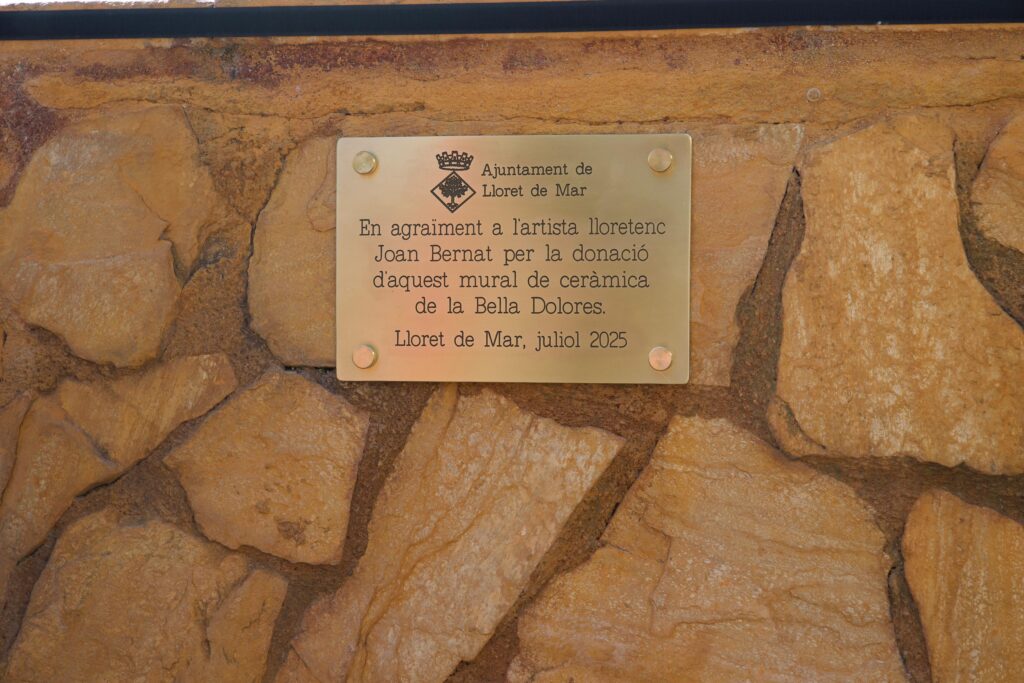 Ajuntament de
Lloret de Mar
En agraïment a l'artista lloretenc
Joan Bernat per la donació
d'aquest mural de ceràmica
de la Bella Dolores.
Lloret de Mar, juliol 2025